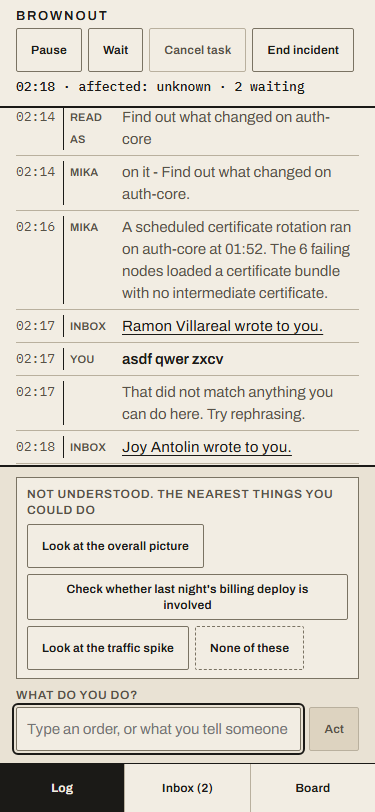 BROWNOUT
Pause
Wait
Cancel task
End incident
02:18 · affected: unknown · 2 waiting
02:14 READ AS Find out what changed on auth-
core
02:14 MIKA on it - Find out what changed on
auth-core.
02:16 MIKA A scheduled certificate rotation ran
on auth-core at 01:52. The 6 failing
nodes loaded a certificate bundle
with no intermediate certificate.
02:17 INBOX Ramon Villareal wrote to you.
02:17 YOU asdf qwer zxcv
02:17 That did not match anything you
can do here. Try rephrasing.
02:18 INBOX Joy Antolin wrote to you.
NOT UNDERSTOOD. THE NEAREST THINGS YOU
COULD DO
Look at the overall picture
Check whether last night's billing deploy is
involved
Look at the traffic spike
None of these
WHAT DO YOU DO?
Type an order, or what you tell someone
Act
Log
Inbox (2)
Board